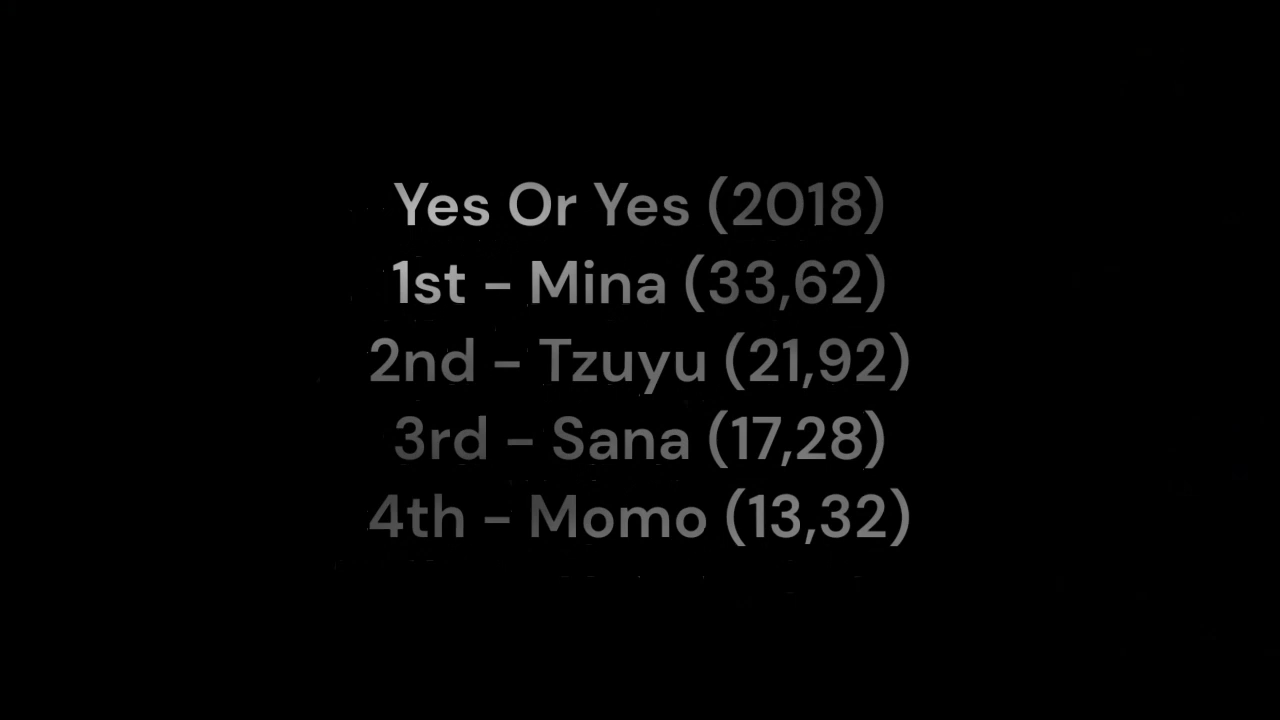 Yes Or Yes (2018)
1st - Mina (33,62)
2nd - Tzuyu (21,92)
3rd - Sana (17,28)
4th - Momo (13,32)